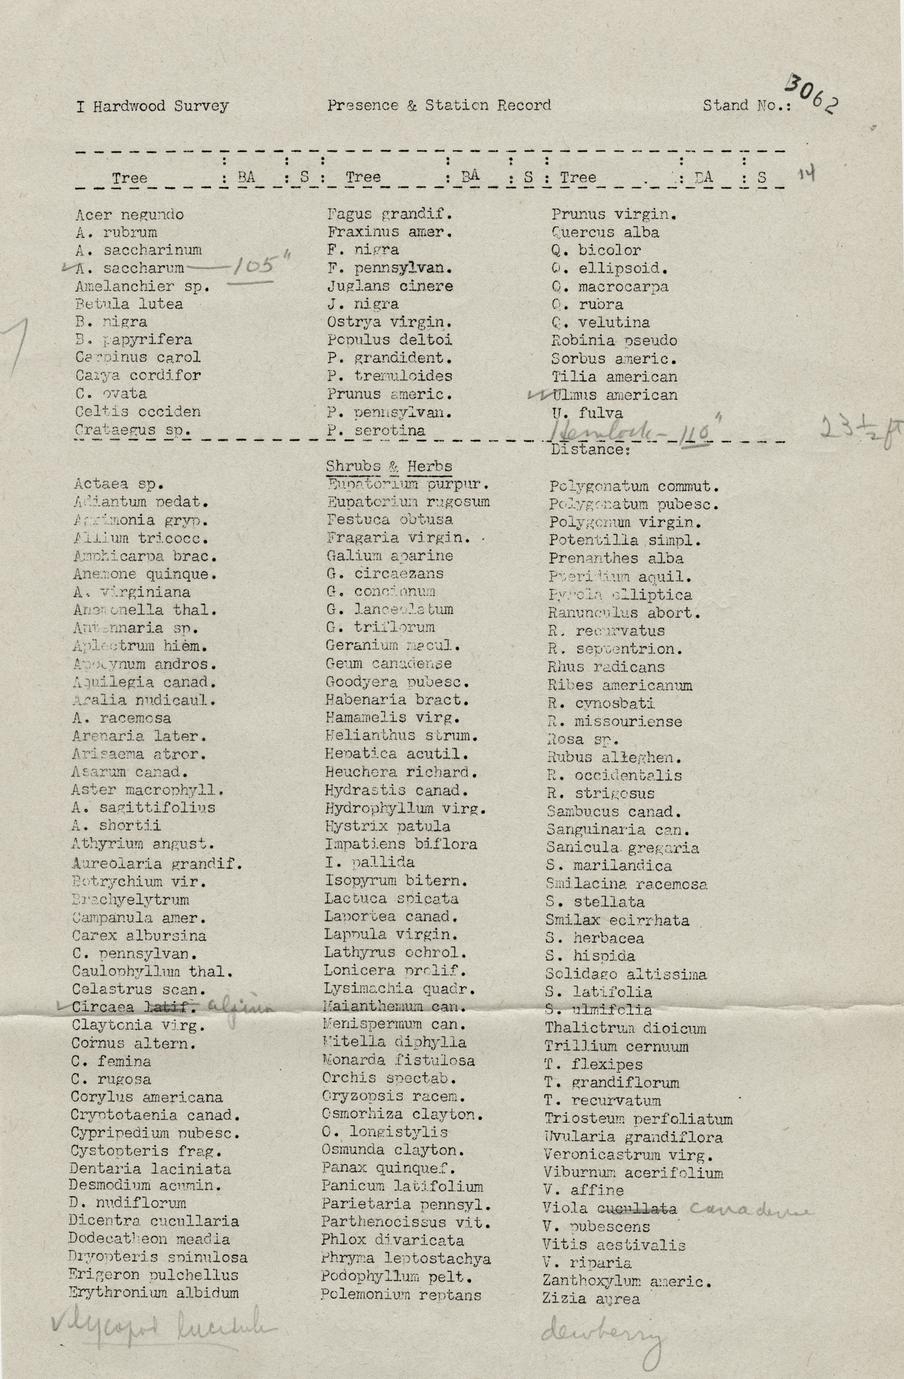 I Hardwood Survey Presence & Station Record Stand No.: 3062
Tree : BA : S : Tree : BA : S : Tree : BA : S 14
Acer negundo Fagus grandif. Prunus virgin.
A. rubrum Fraxinus amer. Quercus alba
A. saccharinum F. nigra Q. bicolor
✓A. saccharum — 105" F. pennsylvan. Q. ellipsoid.
Amelanchier sp. Juglans cinere Q. macrocarpa
Betula lutea J. nigra Q. rubra
B. nigra Ostrya virgin. Q. velutina
B. papyrifera Populus deltoi Robinia pseudo
Carpinus carol P. grandident. Sorbus americ.
Carya cordifor P. tremuloides Tilia american
C. ovata Prunus americ. ✓✓Ulmus american
Celtis occiden P. pennsylvan. U. fulva
Crataegus sp. P. serotina Hemlock - 110" 23 1/2 ft
Distance:
Shrubs & Herbs
Actaea sp. Eupatorium purpur. Polygonatum commut.
Adiantum pedat. Eupatorium rugosum Polygonatum pubesc.
Agrimonia gryp. Festuca obtusa Polygonum virgin.
Allium tricocc. Fragaria virgin. Potentilla simpl.
Amphicarpa brac. Galium aparine Prenanthes alba
Anemone quinque. G. circaezans Pteridium aquil.
A. virginiana G. concinnum Pyrola elliptica
Anemonella thal. G. lanceolatum Ranunculus abort.
Antennaria sp. G. triflorum R. recurvatus
Aplectrum hiem. Geranium macul. R. septentrion.
Apocynum andros. Geum canadense Rhus radicans
Aquilegia canad. Goodyera pubesc. Ribes americanum
Aralia nudicaul. Habenaria bract. R. cynosbati
A. racemosa Hamamelis virg. R. missouriense
Arenaria later. Helianthus strum. Rosa sp.
Arisaema atror. Hepatica acutil. Rubus alleghen.
Asarum canad. Heuchera richard. R. occidentalis
Aster macrophyll. Hydrastis canad. R. strigosus
A. sagittifolius Hydrophyllum virg. Sambucus canad.
A. shortii Hystrix patula Sanguinaria can.
Athyrium angust. Impatiens biflora Sanicula gregaria
Aureolaria grandif. I. pallida S. marilandica
Botrychium vir. Isopyrum bitern. Smilacina racemosa
Brachyelytrum Lactuca spicata S. stellata
Campanula amer. Laportea canad. Smilax ecirrhata
Carex albursina Lappula virgin. S. herbacea
C. pennsylvan. Lathyrus ochrol. S. hispida
Caulophyllum thal. Lonicera prolif. Solidago altissima
Celastrus scan. Lysimachia quadr. S. latifolia
✓Circaea latif. alpina Maianthemum can. S. ulmifolia
Claytonia virg. Menispermum can. Thalictrum dioicum
Cornus altern. Mitella diphylla Trillium cernuum
C. femina Monarda fistulosa T. flexipes
C. rugosa Orchis spectab. T. grandiflorum
Corylus americana Oryzopsis racem. T. recurvatum
Cryptotaenia canad. Osmorhiza clayton. Triosteum perfoliatum
Cypripedium pubesc. O. longistylis Uvularia grandiflora
Cystopteris frag. Osmunda clayton. Veronicastrum virg.
Dentaria laciniata Panax quinquef. Viburnum acerifolium
Desmodium acumin. Panicum latifolium V. affine
D. nudiflorum Parietaria pennsyl. Viola cucullata canadense
Dicentra cucullaria Parthenocissus vit. V. pubescens
Dodecatheon meadia Phlox divaricata Vitis aestivalis
Dryopteris spinulosa Phryma leptostachya V. riparia
Erigeron pulchellus Podophyllum pelt. Zanthoxylum americ.
Erythronium albidum Polemonium reptans Zizia aurea
✓Lycopod lucidulu dewberry